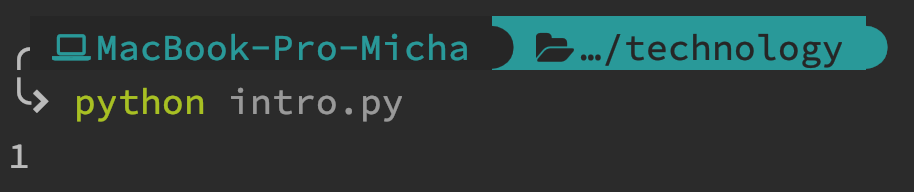 MacBook-Pro-Micha …/technology
python intro.py
1